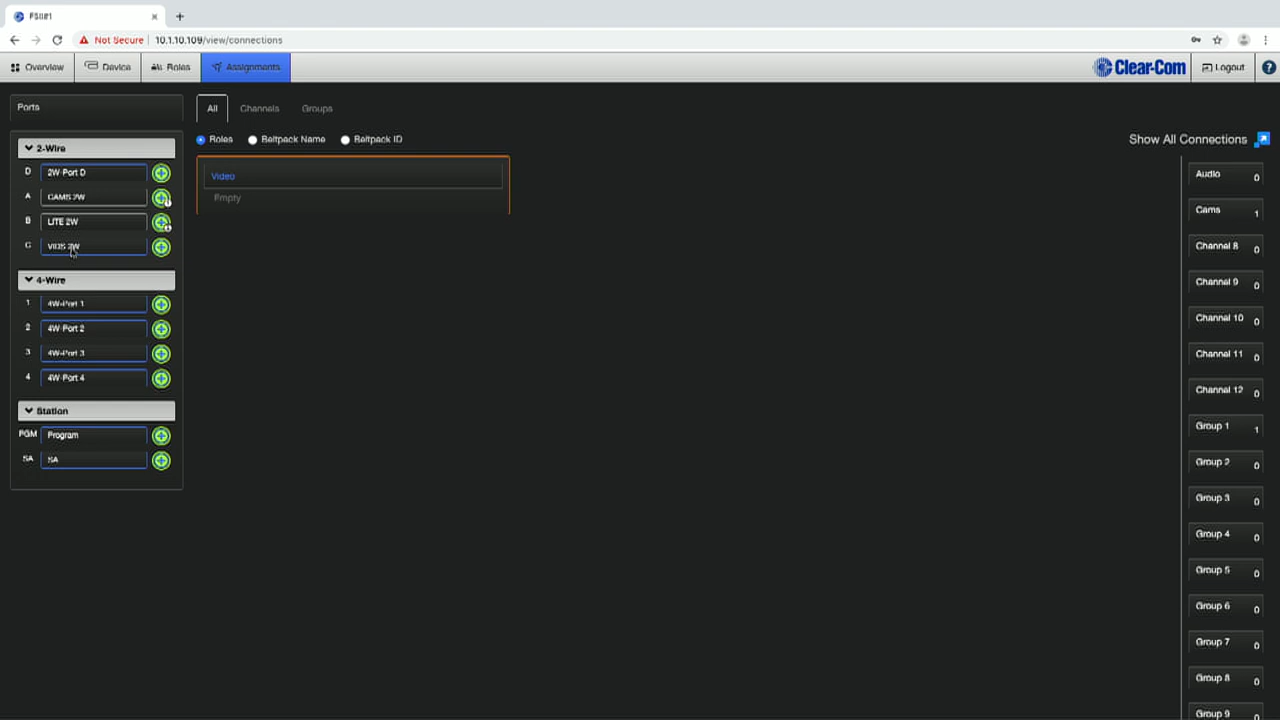 FSII#1
Not Secure
10.1.10.109/view/connections
Overview
Device
Roles
Assignments
Clear-Com
Logout
?
Ports
2-Wire
D 2W-Port D
A CAMS 2W
B LITE 2W
C VIDS 2W
4-Wire
1 4W-Port 1
2 4W-Port 2
3 4W-Port 3
4 4W-Port 4
Station
PGM Program
SA SA
All Channels Groups
Roles Beltpack Name Beltpack ID
Video
Empty
Show All Connections
Audio 0
Cams 1
Channel 8 0
Channel 9 0
Channel 10 0
Channel 11 0
Channel 12 0
Group 1 1
Group 2 0
Group 3 0
Group 4 0
Group 5 0
Group 6 0
Group 7 0
Group 8 0
Group 9 0